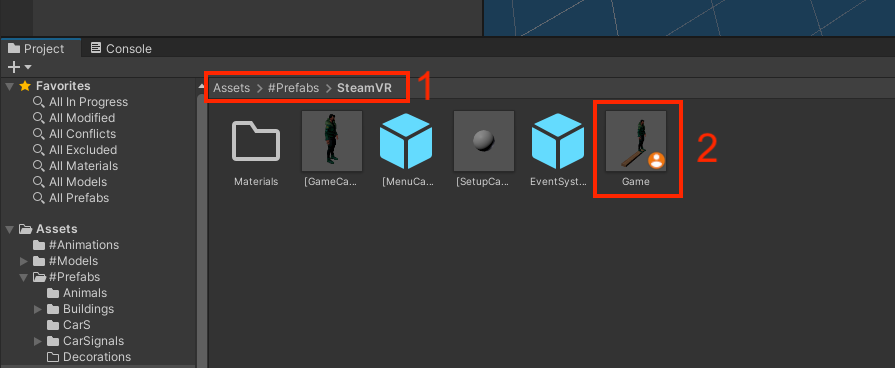 Project
Console
Favorites
All In Progress
All Modified
All Conflicts
All Excluded
All Materials
All Models
All Prefabs
Assets
#Animations
#Models
#Prefabs
Animals
Buildings
CarS
CarSignals
Decorations
Assets > #Prefabs > SteamVR
1
Materials
[GameCa...
[MenuCa...
[SetupCa...
EventSyst...
Game
2